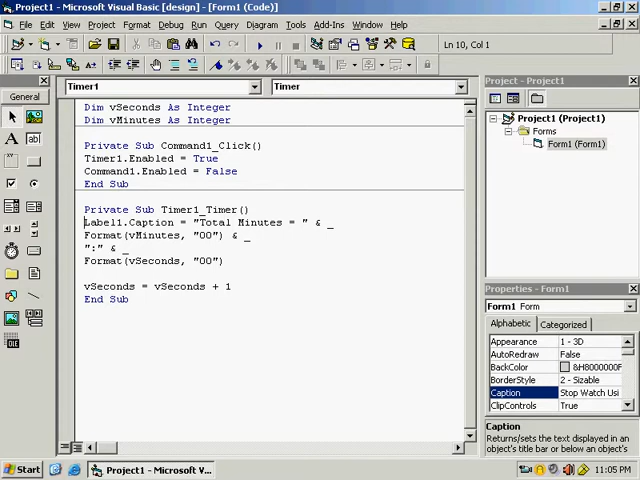 Project1 - Microsoft Visual Basic [design] - [Form1 (Code)]
File Edit View Project Format Debug Run Query Diagram Tools Add-Ins Window Help
Ln 10, Col 1
General
A
ab|
Timer1
Timer
Dim vSeconds As Integer
Dim vMinutes As Integer
Private Sub Command1_Click()
Timer1.Enabled = True
Command1.Enabled = False
End Sub
Private Sub Timer1_Timer()
Label1.Caption = "Total Minutes = " & _
Format(vMinutes, "00") & _
":" & _
Format(vSeconds, "00")
vSeconds = vSeconds + 1
End Sub
Project - Project1
Project1 (Project1)
Forms
Form1 (Form1)
Properties - Form1
Form1 Form
Alphabetic Categorized
Appearance 1 - 3D
AutoRedraw False
BackColor &H8000000F
BorderStyle 2 - Sizable
Caption Stop Watch Usi
ClipControls True
Caption
Returns/sets the text displayed in an
object's title bar or below an object's
Start
Project1 - Microsoft V...
11:05 PM